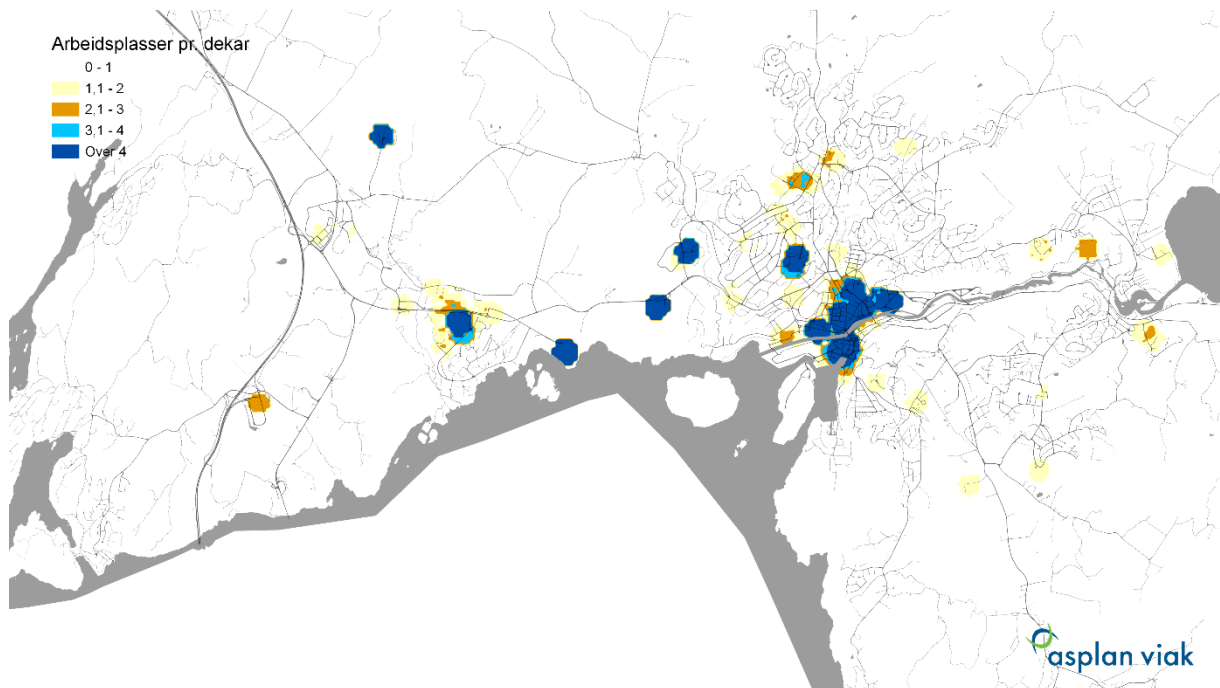 Arbeidsplasser pr. dekar
0 - 1
1,1 - 2
2,1 - 3
3,1 - 4
Over 4
asplan viak